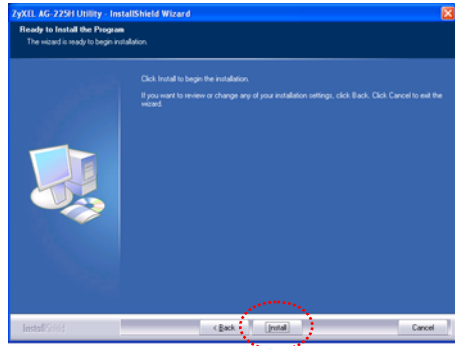 ZyXEL AG-225H Utility - InstallShield Wizard
Ready to Install the Program
The wizard is ready to begin installation.
Click Install to begin the installation.
If you want to review or change any of your installation settings, click Back. Click Cancel to exit the
wizard.
InstallShield
< Back Install Cancel